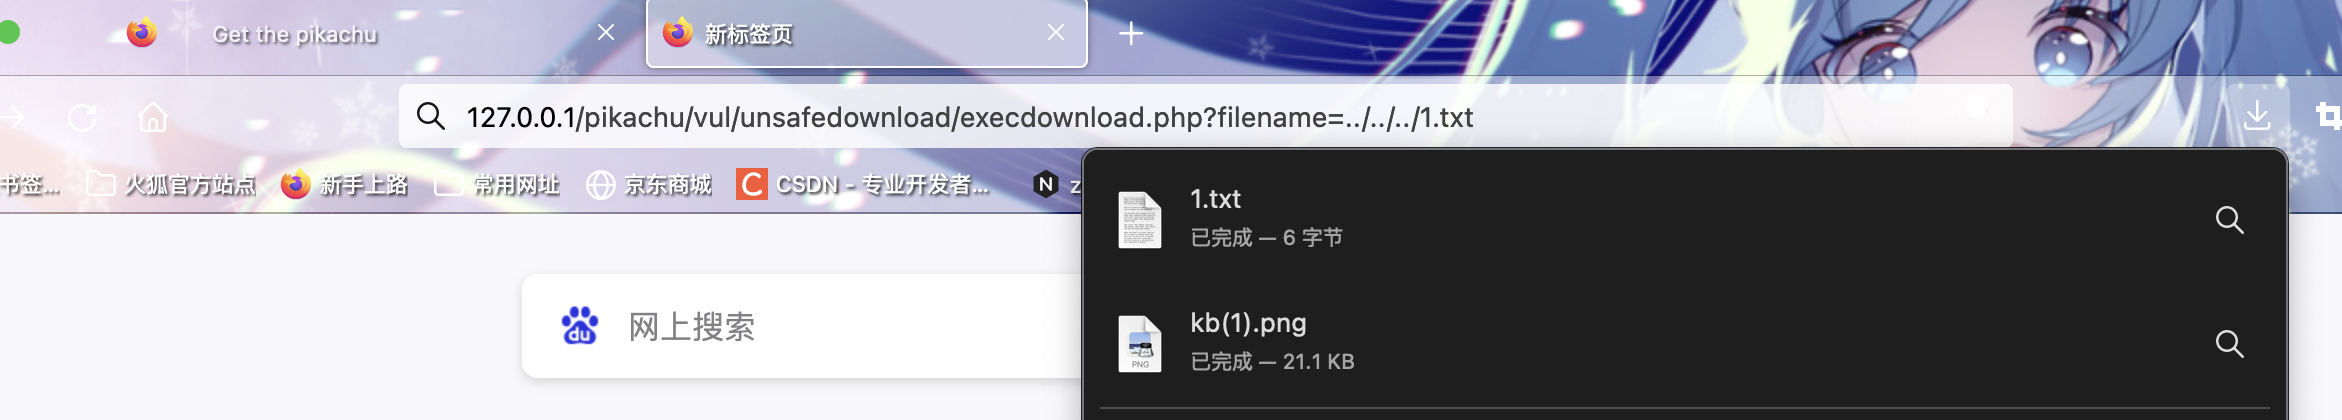 Get the pikachu
新标签页
127.0.0.1/pikachu/vul/unsafedownload/execdownload.php?filename=../../../1.txt
书签...
火狐官方站点
新手上路
常用网址
京东商城
C
CSDN - 专业开发者...
N
z
1.txt
已完成 — 6 字节
du
网上搜索
kb(1).png
PNG
已完成 — 21.1 KB